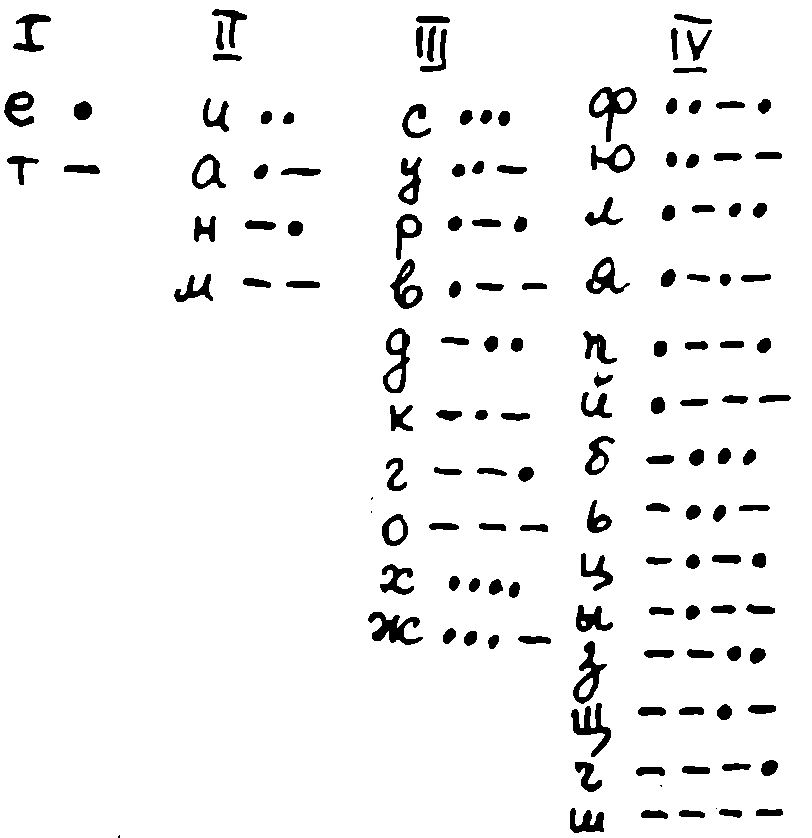 I II III IV
е • и •• с ••• ф ••—•
т — а •— у ••— ю ••——
н —• р •—• л •—••
м —— в •—— я •—•—
д —•• п •——•
к —•— й •———
г ——• б —•••
о ——— ь —••—
х •••• ц —•—•
ж •••— ы —•——
з ——••
щ ——•—
ч ———•
ш ————